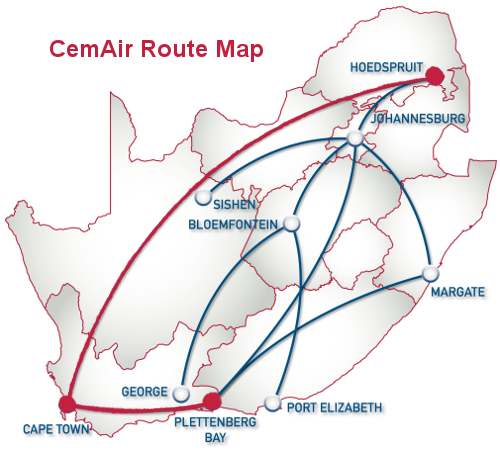 CemAir Route Map
HOEDSPRUIT
JOHANNESBURG
SISHEN
BLOEMFONTEIN
MARGATE
GEORGE
PORT ELIZABETH
CAPE TOWN
PLETTENBERG
BAY